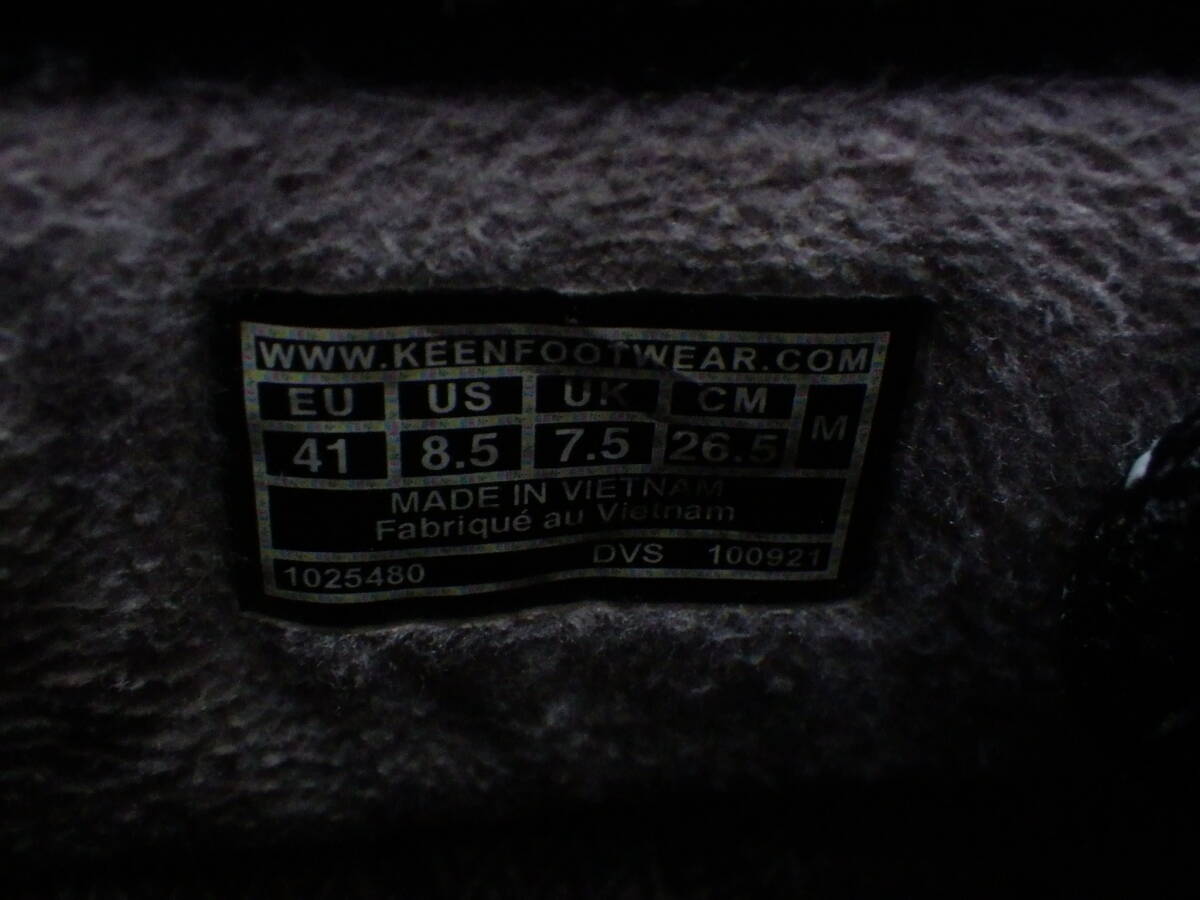 WWW.KEENFOOTWEAR.COM
EU US UK CM M
41 8.5 7.5 26.5
MADE IN VIETNAM
Fabriqué au Vietnam
1025480 DVS 100921